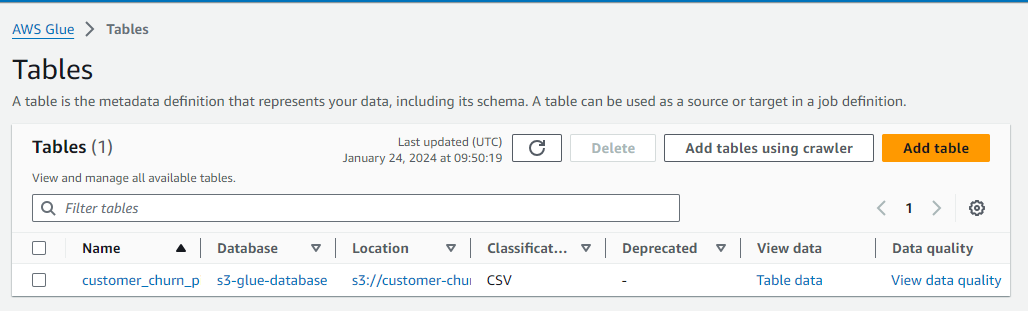 AWS Glue > Tables
Tables
A table is the metadata definition that represents your data, including its schema. A table can be used as a source or target in a job definition.
Tables (1)
Last updated (UTC)
January 24, 2024 at 09:50:19
Delete
Add tables using crawler
Add table
View and manage all available tables.
Filter tables
1
Name Database Location Classificat... Deprecated View data Data quality
customer_churn_p s3-glue-database s3://customer-chu CSV - Table data View data quality